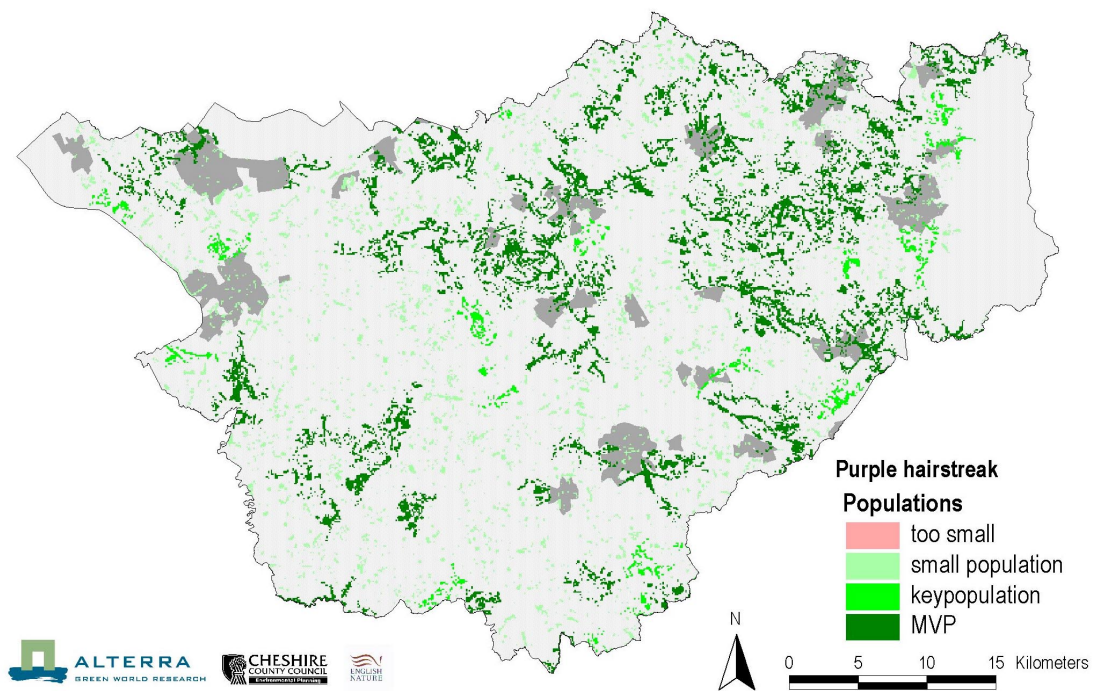 Purple hairstreak
Populations
too small
small population
keypopulation
MVP
N
0 5 10 15 Kilometers
ALTERRA
GREEN WORLD RESEARCH
CHESHIRE
COUNTY COUNCIL
Environmental Planning
ENGLISH
NATURE